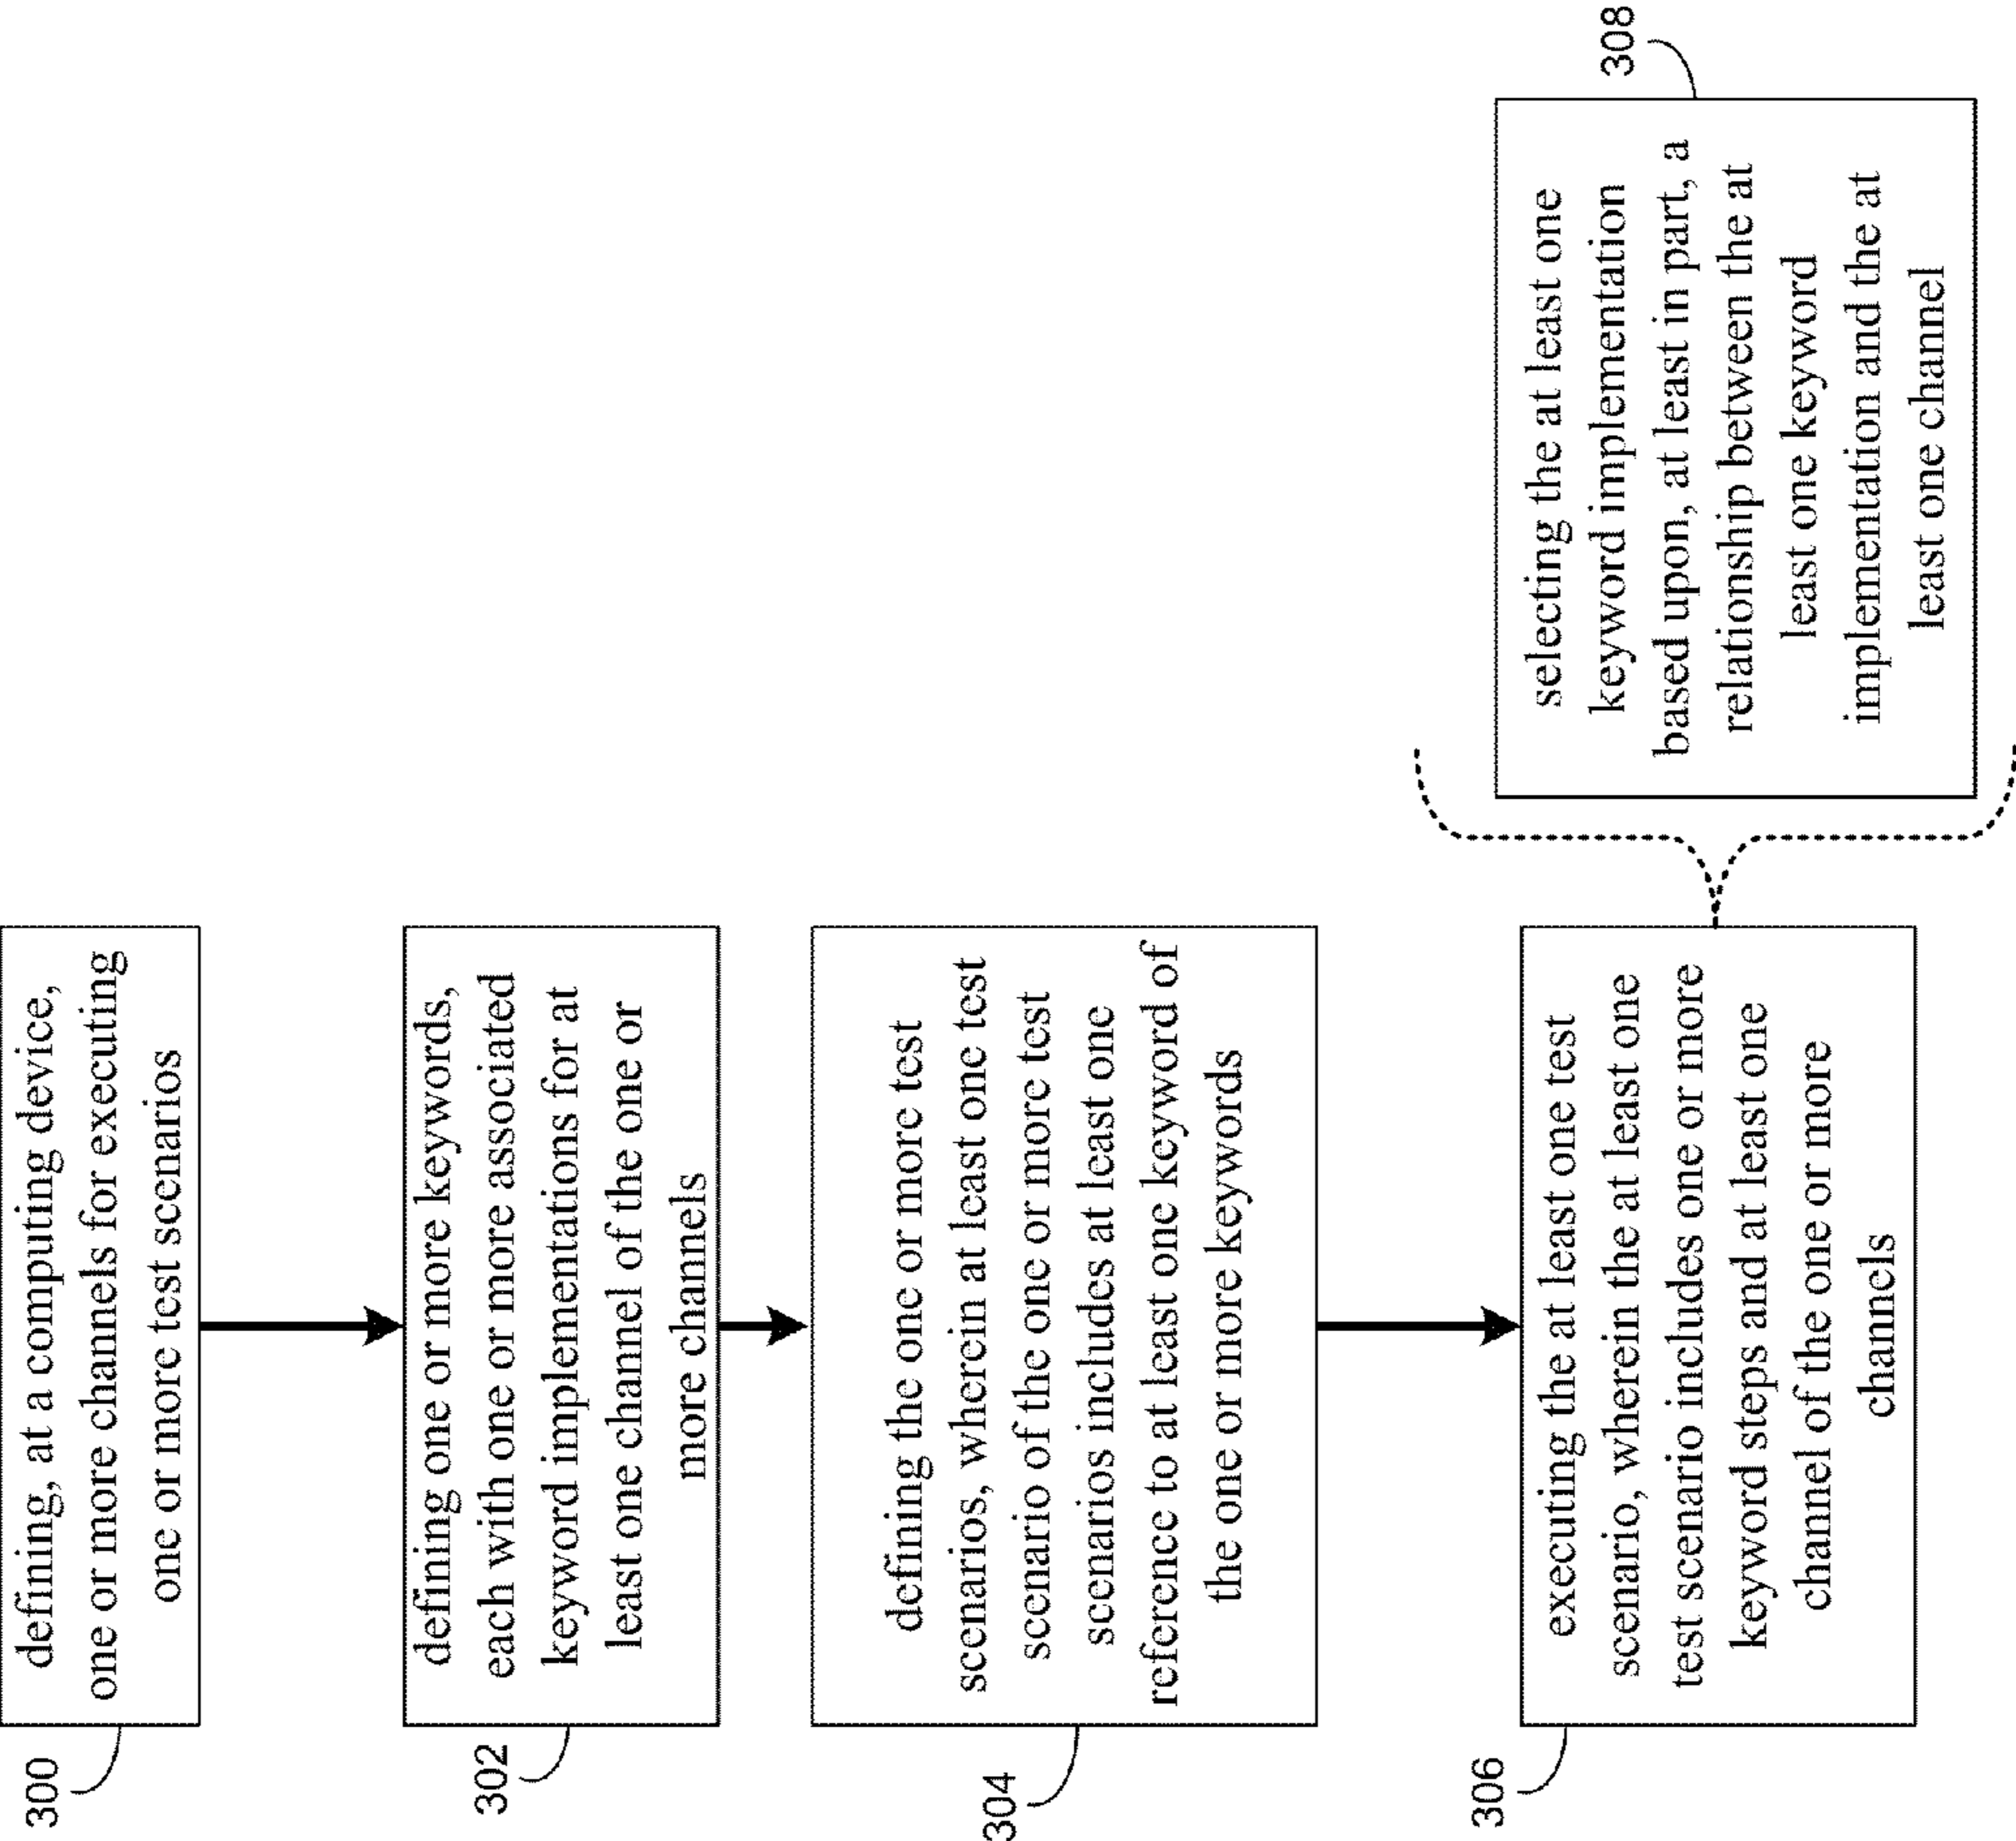 300
defining, at a computing device,
one or more channels for executing
one or more test scenarios
302
defining one or more keywords,
each with one or more associated
keyword implementations for at
least one channel of the one or
more channels
304
defining the one or more test
scenarios, wherein at least one test
scenario of the one or more test
scenarios includes at least one
reference to at least one keyword of
the one or more keywords
306
executing the at least one test
scenario, wherein the at least one
test scenario includes one or more
keyword steps and at least one
channel of the one or more
channels
308
selecting the at least one
keyword implementation
based upon, at least in part, a
relationship between the at
least one keyword
implementation and the at
least one channel